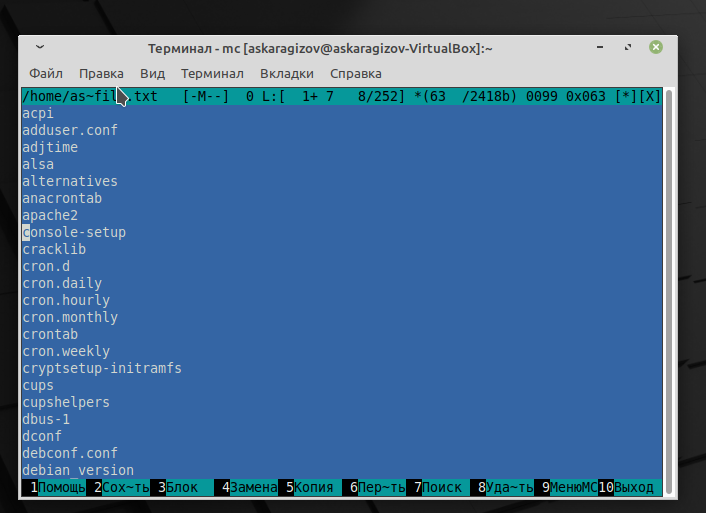 Терминал - mc [askaragizov@askaragizov-VirtualBox]:~
Файл Правка Вид Терминал Вкладки Справка
/home/as~fil .txt [-M--] 0 L:[ 1+ 7 8/252] *(63 /2418b) 0099 0x063 [*][X]
acpi
adduser.conf
adjtime
alsa
alternatives
anacrontab
apache2
console-setup
cracklib
cron.d
cron.daily
cron.hourly
cron.monthly
crontab
cron.weekly
cryptsetup-initramfs
cups
cupshelpers
dbus-1
dconf
debconf.conf
debian_version
1Помощь 2Сох~ть 3Блок 4Замена 5Копия 6Пер~ть 7Поиск 8Уда~ть 9МенюMC 10Выход